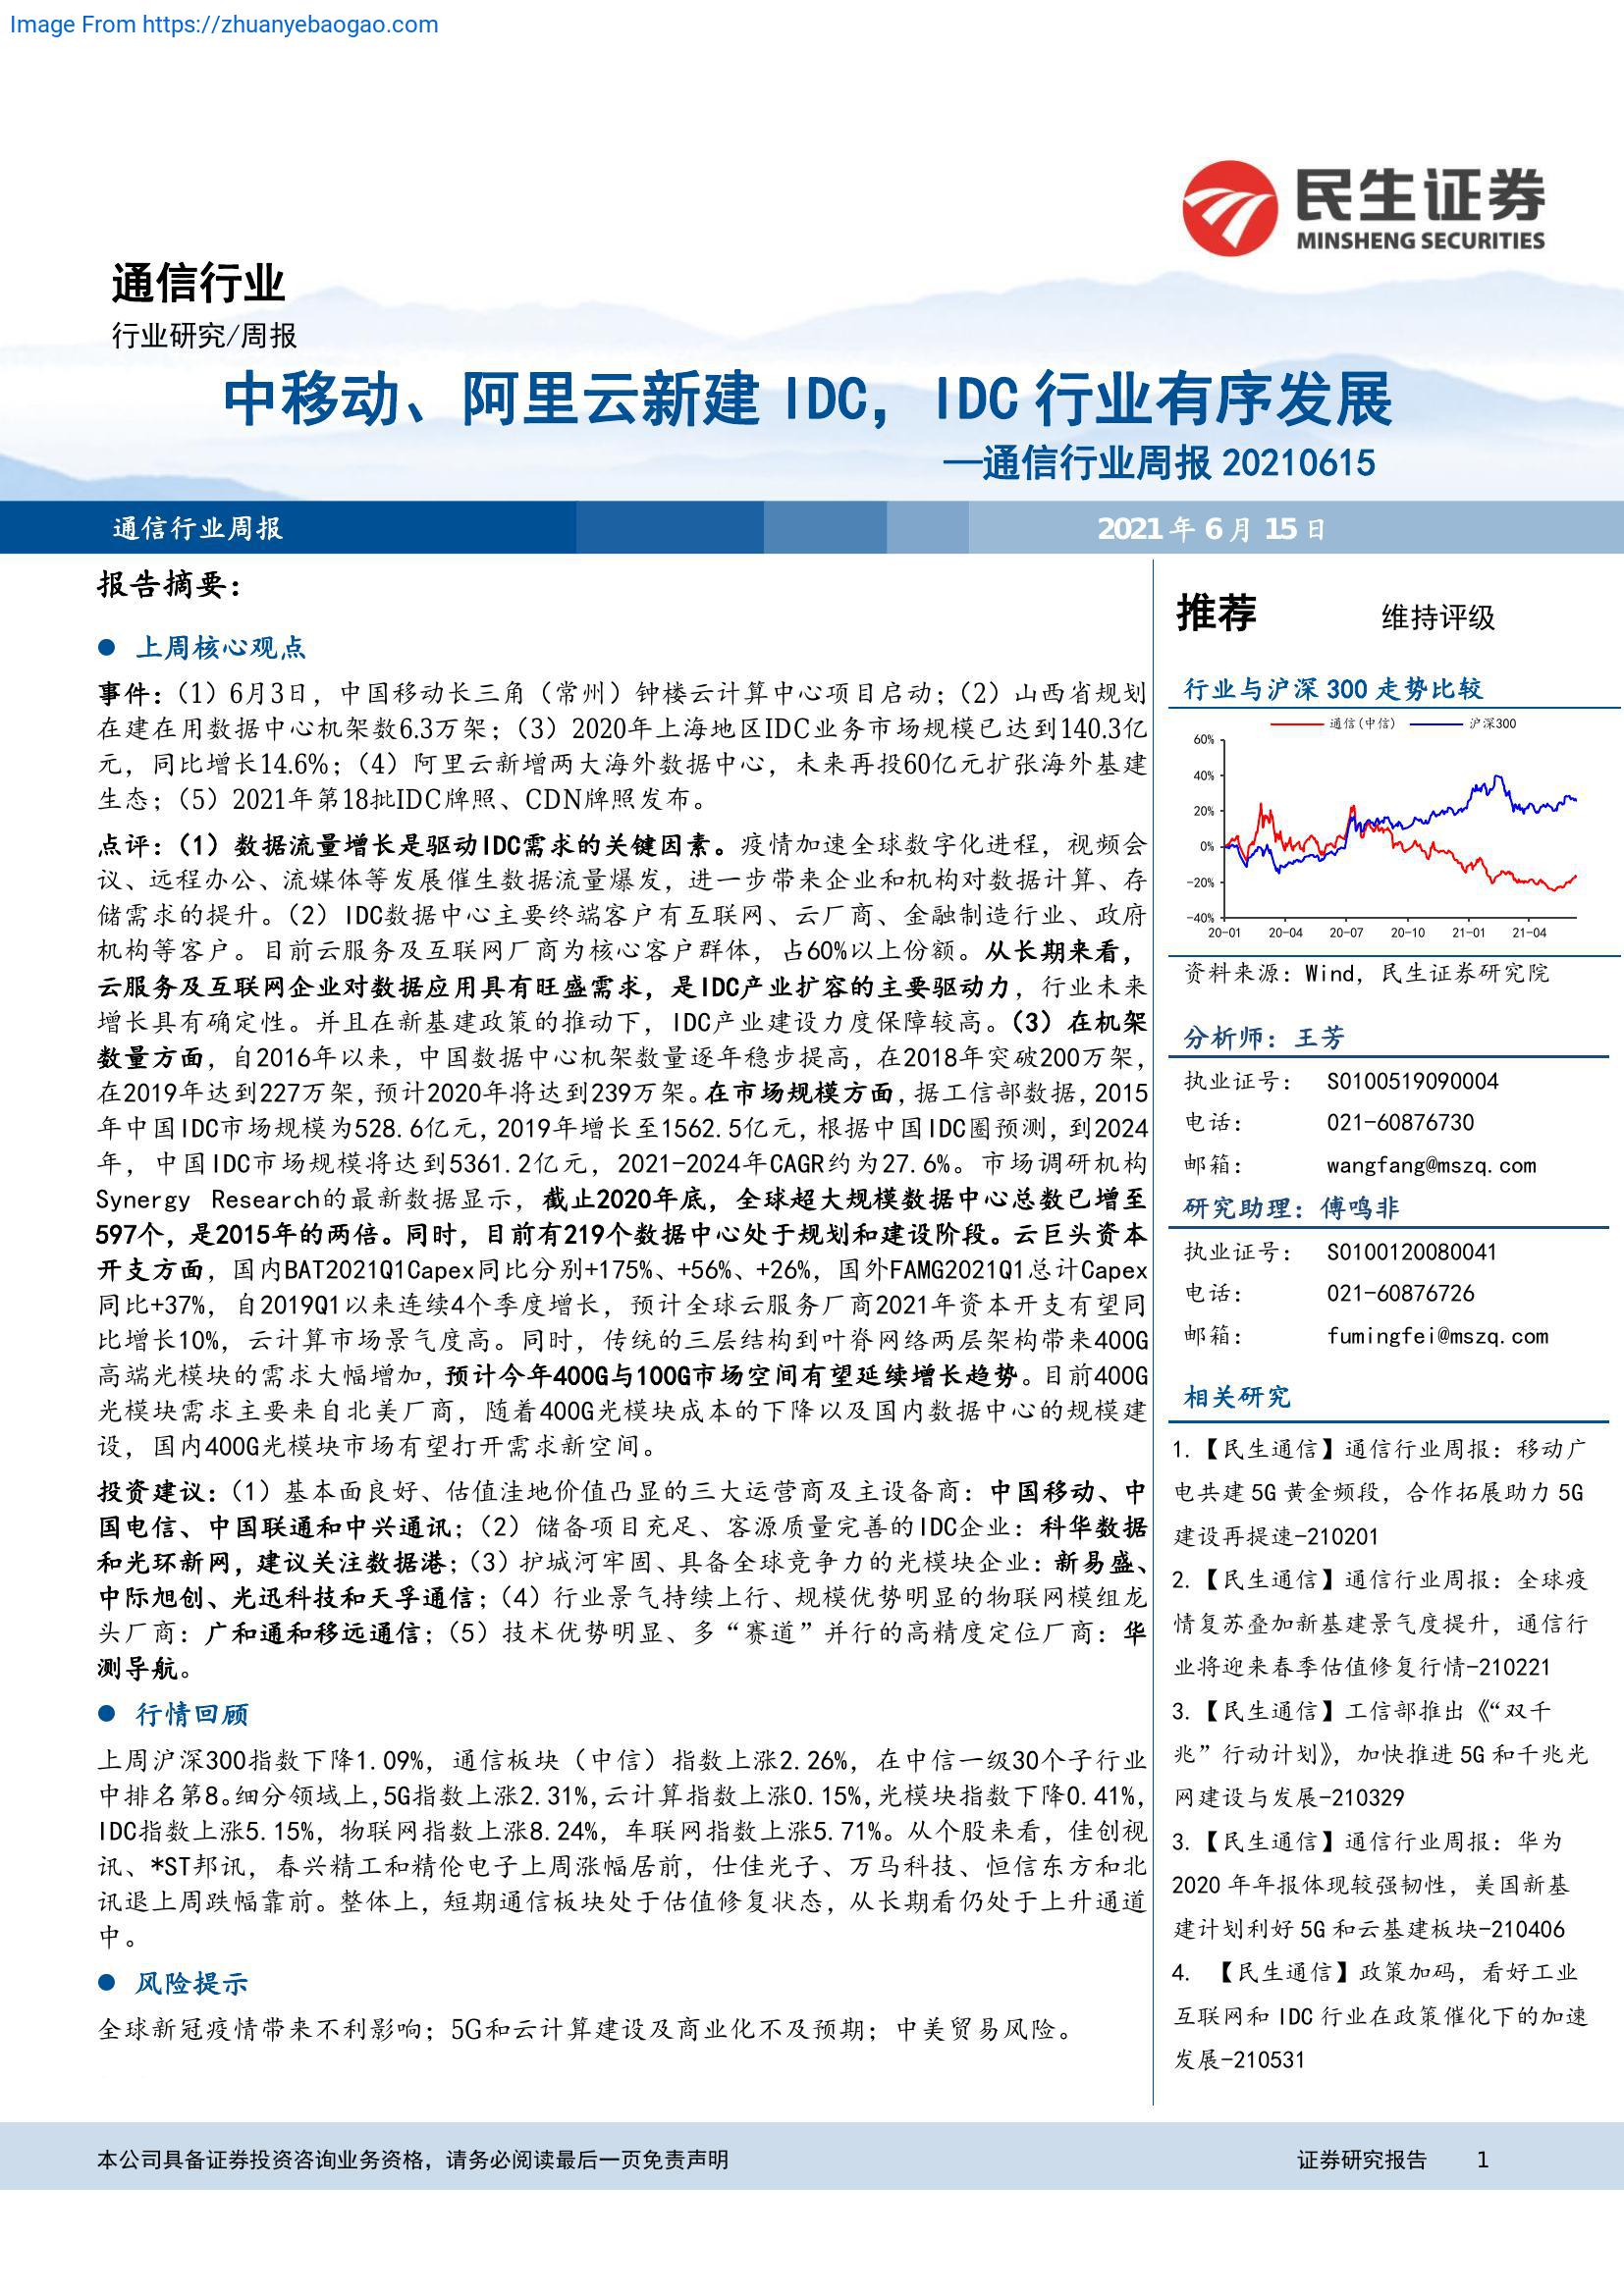 Image From https://zhuanyebaogao.com
民生证券
MINSHENG SECURITIES
通信行业
行业研究/周报
中移动、阿里云新建 IDC，IDC 行业有序发展
—通信行业周报 20210615
通信行业周报
2021 年 6 月 15 日
报告摘要：
● 上周核心观点
事件：（1）6月3日，中国移动长三角（常州）钟楼云计算中心项目启动；（2）山西省规划
在建在用数据中心机架数6.3万架；（3）2020年上海地区IDC业务市场规模已达到140.3亿
元，同比增长14.6%；（4）阿里云新增两大海外数据中心，未来再投60亿元扩张海外基建
生态；（5）2021年第18批IDC牌照、CDN牌照发布。
点评：（1）数据流量增长是驱动IDC需求的关键因素。疫情加速全球数字化进程，视频会
议、远程办公、流媒体等发展催生数据流量爆发，进一步带来企业和机构对数据计算、存
储需求的提升。（2）IDC数据中心主要终端客户有互联网、云厂商、金融制造行业、政府
机构等客户。目前云服务及互联网厂商为核心客户群体，占60%以上份额。从长期来看，
云服务及互联网企业对数据应用具有旺盛需求，是IDC产业扩容的主要驱动力，行业未来
增长具有确定性。并且在新基建政策的推动下，IDC产业建设力度保障较高。（3）在机架
数量方面，自2016年以来，中国数据中心机架数量逐年稳步提高，在2018年突破200万架，
在2019年达到227万架，预计2020年将达到239万架。在市场规模方面，据工信部数据，2015
年中国IDC市场规模为528.6亿元，2019年增长至1562.5亿元，根据中国IDC圈预测，到2024
年，中国IDC市场规模将达到5361.2亿元，2021-2024年CAGR约为27.6%。市场调研机构
Synergy Research的最新数据显示，截止2020年底，全球超大规模数据中心总数已增至
597个，是2015年的两倍。同时，目前有219个数据中心处于规划和建设阶段。云巨头资本
开支方面，国内BAT2021Q1Capex同比分别+175%、+56%、+26%，国外FAMG2021Q1总计Capex
同比+37%，自2019Q1以来连续4个季度增长，预计全球云服务厂商2021年资本开支有望同
比增长10%，云计算市场景气度高。同时，传统的三层结构到叶脊网络两层架构带来400G
高端光模块的需求大幅增加，预计今年400G与100G市场空间有望延续增长趋势。目前400G
光模块需求主要来自北美厂商，随着400G光模块成本的下降以及国内数据中心的规模建
设，国内400G光模块市场有望打开需求新空间。
投资建议：（1）基本面良好、估值洼地价值凸显的三大运营商及主设备商：中国移动、中
国电信、中国联通和中兴通讯；（2）储备项目充足、客源质量完善的IDC企业：科华数据
和光环新网，建议关注数据港；（3）护城河牢固、具备全球竞争力的光模块企业：新易盛、
中际旭创、光迅科技和天孚通信；（4）行业景气持续上行、规模优势明显的物联网模组龙
头厂商：广和通和移远通信；（5）技术优势明显、多“赛道”并行的高精度定位厂商：华
测导航。
● 行情回顾
上周沪深300指数下降1.09%，通信板块（中信）指数上涨2.26%，在中信一级30个子行业
中排名第8。细分领域上，5G指数上涨2.31%，云计算指数上涨0.15%，光模块指数下降0.41%，
IDC指数上涨5.15%，物联网指数上涨8.24%，车联网指数上涨5.71%。从个股来看，佳创视
讯、*ST邦讯，春兴精工和精伦电子上周涨幅居前，仕佳光子、万马科技、恒信东方和北
讯退上周跌幅靠前。整体上，短期通信板块处于估值修复状态，从长期看仍处于上升通道
中。
● 风险提示
全球新冠疫情带来不利影响；5G和云计算建设及商业化不及预期；中美贸易风险。
推荐 维持评级
行业与沪深 300 走势比较
通信(中信) 沪深300
60%
40%
20%
0%
-20%
-40%
20-01 20-04 20-07 20-10 21-01 21-04
资料来源：Wind，民生证券研究院
分析师：王芳
执业证号： S0100519090004
电话： 021-60876730
邮箱： wangfang@mszq.com
研究助理：傅鸣非
执业证号： S0100120080041
电话： 021-60876726
邮箱： fumingfei@mszq.com
相关研究
1.【民生通信】通信行业周报：移动广
电共建 5G 黄金频段，合作拓展助力 5G
建设再提速-210201
2.【民生通信】通信行业周报：全球疫
情复苏叠加新基建景气度提升，通信行
业将迎来春季估值修复行情-210221
3.【民生通信】工信部推出《“双千
兆”行动计划》，加快推进 5G 和千兆光
网建设与发展-210329
3.【民生通信】通信行业周报：华为
2020 年年报体现较强韧性，美国新基
建计划利好 5G 和云基建板块-210406
4. 【民生通信】政策加码，看好工业
互联网和 IDC 行业在政策催化下的加速
发展-210531
本公司具备证券投资咨询业务资格，请务必阅读最后一页免责声明
证券研究报告 1